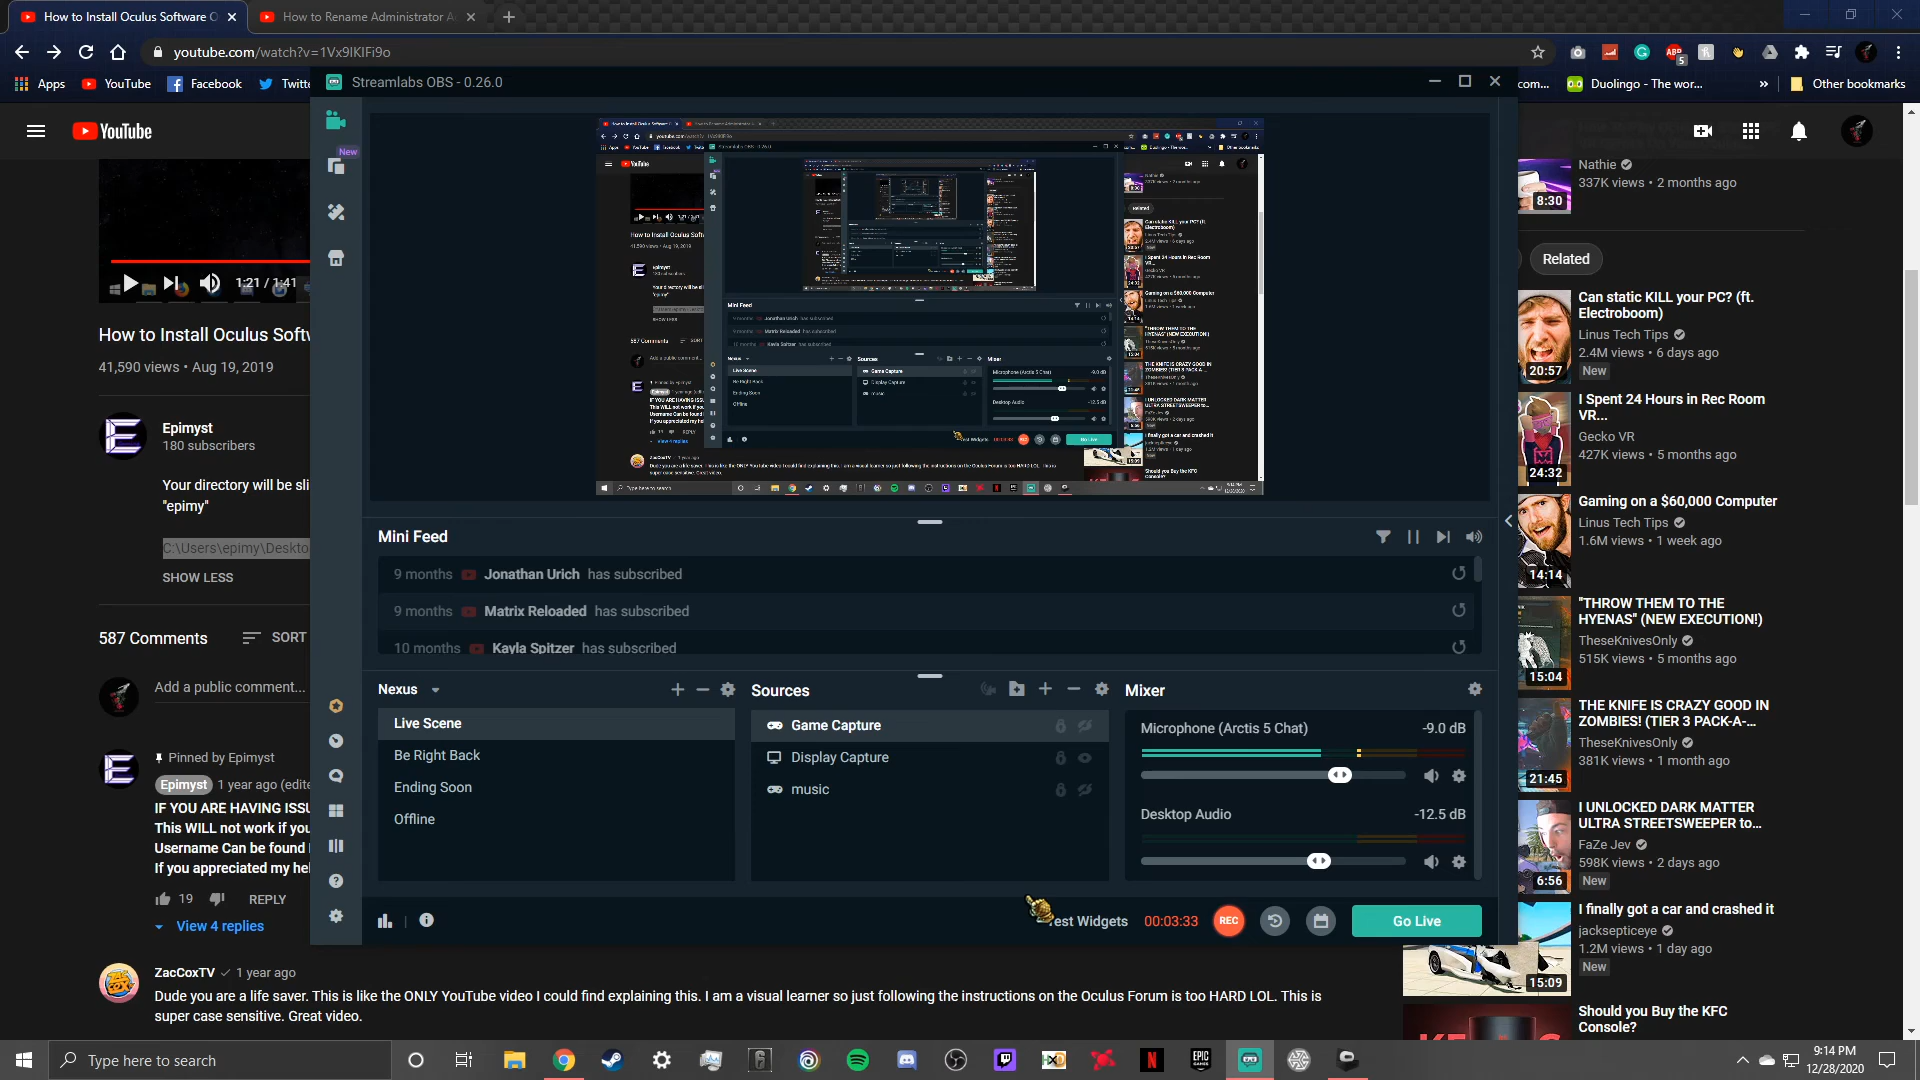 How to Install Oculus Software O
How to Rename Administrator A
youtube.com/watch?v=1Vx9IKIFi9o
Apps
YouTube
Facebook
Twitt
com...
Duolingo - The wor...
Other bookmarks
Streamlabs OBS - 0.26.0
YouTube
New
Nathie
337K views • 2 months ago
8:30
Related
1:21 / 1:41
How to Install Oculus Softw
41,590 views • Aug 19, 2019
Epimyst
180 subscribers
Your directory will be sli
"epimy"
C:\Users\epimy\Deskto
SHOW LESS
587 Comments
SORT
Add a public comment...
Pinned by Epimyst
Epimyst
1 year ago (edite
IF YOU ARE HAVING ISSU
This WILL not work if you
Username Can be found
If you appreciated my hel
19
REPLY
View 4 replies
ZacCoxTV
1 year ago
Dude you are a life saver. This is like the ONLY YouTube video I could find explaining this. I am a visual learner so just following the instructions on the Oculus Forum is too HARD LOL. This is
super case sensitive. Great video.
Mini Feed
9 months Jonathan Urich has subscribed
9 months Matrix Reloaded has subscribed
10 months Kayla Spitzer has subscribed
Nexus
Live Scene
Be Right Back
Ending Soon
Offline
Sources
Game Capture
Display Capture
music
Mixer
Microphone (Arctis 5 Chat)
-9.0 dB
Desktop Audio
-12.5 dB
est Widgets
00:03:33
REC
Go Live
Can static KILL your PC? (ft.
Electroboom)
Linus Tech Tips
2.4M views • 6 days ago
New
20:57
I Spent 24 Hours in Rec Room
VR...
Gecko VR
427K views • 5 months ago
24:32
Gaming on a $60,000 Computer
Linus Tech Tips
1.6M views • 1 week ago
14:14
"THROW THEM TO THE
HYENAS" (NEW EXECUTION!)
TheseKnivesOnly
515K views • 5 months ago
15:04
THE KNIFE IS CRAZY GOOD IN
ZOMBIES! (TIER 3 PACK-A-...
TheseKnivesOnly
381K views • 1 month ago
21:45
I UNLOCKED DARK MATTER
ULTRA STREETSWEEPER to...
FaZe Jev
598K views • 2 days ago
New
6:56
I finally got a car and crashed it
jacksepticeye
1.2M views • 1 day ago
New
15:09
Should you Buy the KFC
Console?
Type here to search
9:14 PM
12/28/2020